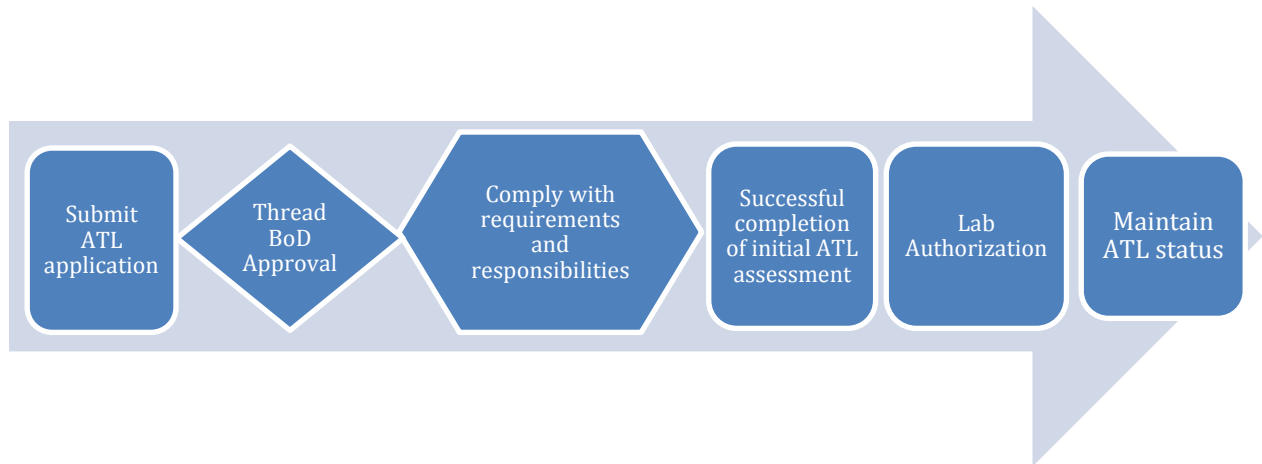 Submit
ATL
application
Thread
BoD
Approval
Comply with
requirements
and
responsibilities
Successful
completion
of initial ATL
assessment
Lab
Authorization
Maintain
ATL status